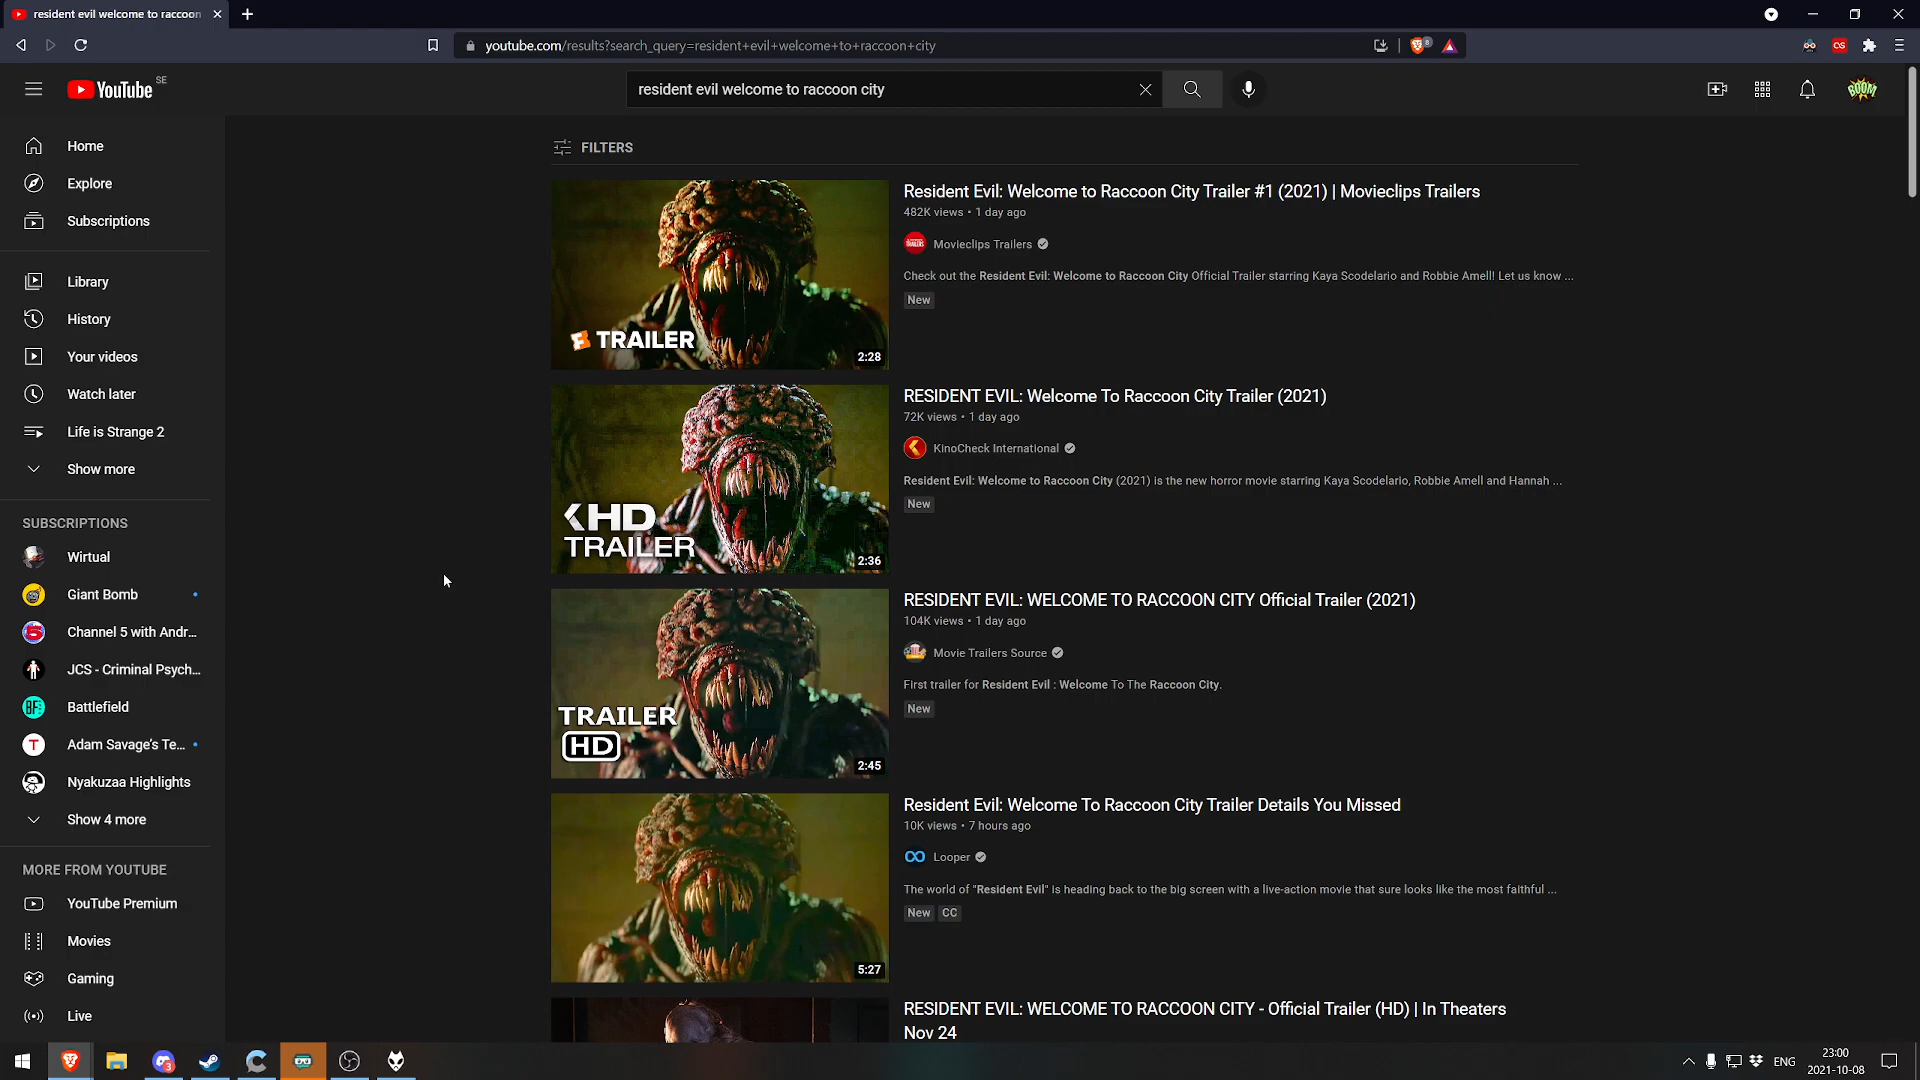 resident evil welcome to raccoon
youtube.com/results?search_query=resident+evil+welcome+to+raccoon+city
8
YouTube SE
resident evil welcome to raccoon city
BOOM
Home
Explore
Subscriptions
Library
History
Your videos
Watch later
Life is Strange 2
Show more
SUBSCRIPTIONS
Wirtual
Giant Bomb
Channel 5 with Andr...
JCS - Criminal Psych...
Battlefield
Adam Savage's Te...
Nyakuzaa Highlights
Show 4 more
MORE FROM YOUTUBE
YouTube Premium
Movies
Gaming
Live
FILTERS
TRAILER
2:28
Resident Evil: Welcome to Raccoon City Trailer #1 (2021) | Movieclips Trailers
482K views • 1 day ago
Movieclips Trailers
Check out the Resident Evil: Welcome to Raccoon City Official Trailer starring Kaya Scodelario and Robbie Amell! Let us know ...
New
HD
TRAILER
2:36
RESIDENT EVIL: Welcome To Raccoon City Trailer (2021)
72K views • 1 day ago
KinoCheck International
Resident Evil: Welcome to Raccoon City (2021) is the new horror movie starring Kaya Scodelario, Robbie Amell and Hannah ...
New
TRAILER
HD
2:45
RESIDENT EVIL: WELCOME TO RACCOON CITY Official Trailer (2021)
104K views • 1 day ago
Movie Trailers Source
First trailer for Resident Evil : Welcome To The Raccoon City.
New
5:27
Resident Evil: Welcome To Raccoon City Trailer Details You Missed
10K views • 7 hours ago
Looper
The world of "Resident Evil" is heading back to the big screen with a live-action movie that sure looks like the most faithful ...
New CC
RESIDENT EVIL: WELCOME TO RACCOON CITY - Official Trailer (HD) | In Theaters
Nov 24
3
ENG
23:00
2021-10-08